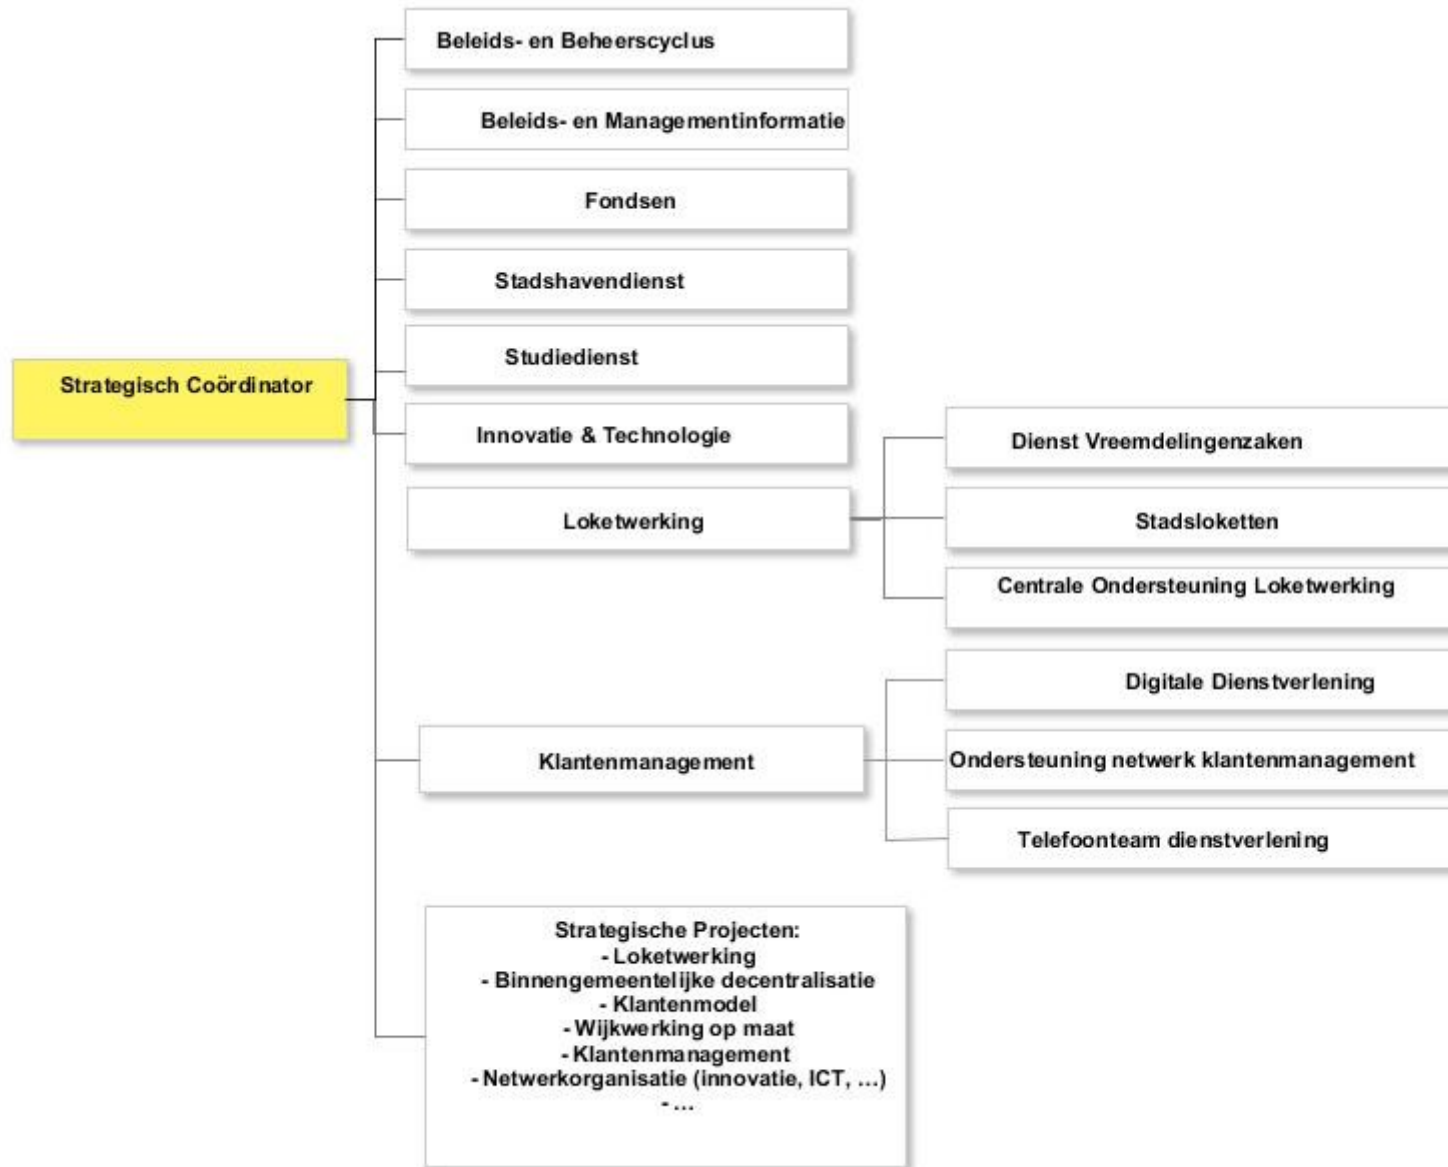 Beleids- en Beheerscyclus
Beleids- en Managementinformatie
Fondsen
Stadshavendienst
Studiedienst
Strategisch Coördinator
Innovatie & Technologie
Loketwerking
Dienst Vreemdelingenzaken
Stadsloketten
Centrale Ondersteuning Loketwerking
Klantenmanagement
Digitale Dienstverlening
Ondersteuning netwerk klantenmanagement
Telefoonteam dienstverlening
Strategische Projecten:
- Loketwerking
- Binnengemeentelijke decentralisatie
- Klantenmodel
- Wijkwerking op maat
- Klantenmanagement
- Netwerkorganisatie (innovatie, ICT, …)
- …